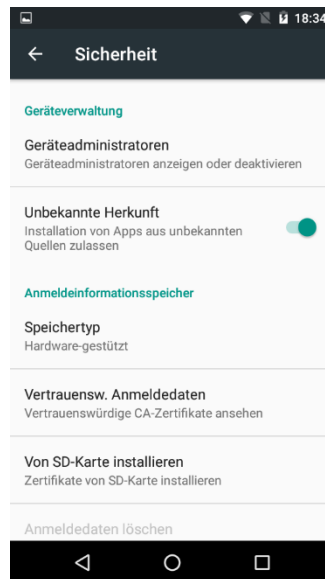 18:34
Sicherheit
Geräteverwaltung
Geräteadministratoren
Geräteadministratoren anzeigen oder deaktivieren
Unbekannte Herkunft
Installation von Apps aus unbekannten
Quellen zulassen
Anmeldeinformationsspeicher
Speichertyp
Hardware-gestützt
Vertrauensw. Anmeldedaten
Vertrauenswürdige CA-Zertifikate ansehen
Von SD-Karte installieren
Zertifikate von SD-Karte installieren
Anmeldedaten löschen